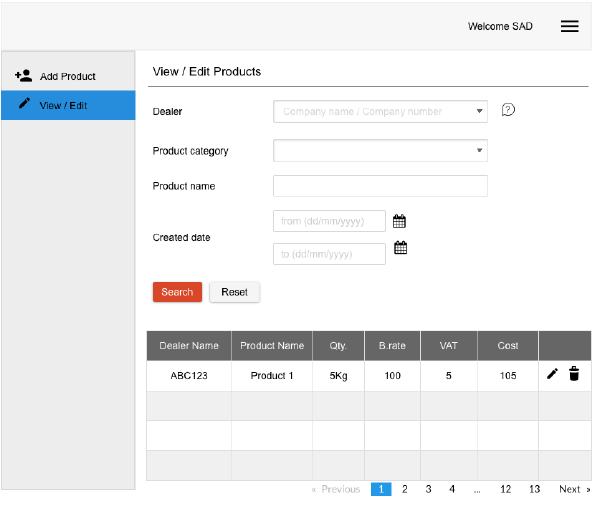 Welcome SAD
Add Product
View / Edit
View / Edit Products
Dealer
Company name / Company number
?
Product category
Product name
Created date
from (dd/mm/yyyy)
to (dd/mm/yyyy)
Search Reset
Dealer Name Product Name Qty. B.rate VAT Cost
ABC123 Product 1 5Kg 100 5 105
« Previous 1 2 3 4 ... 12 13 Next »